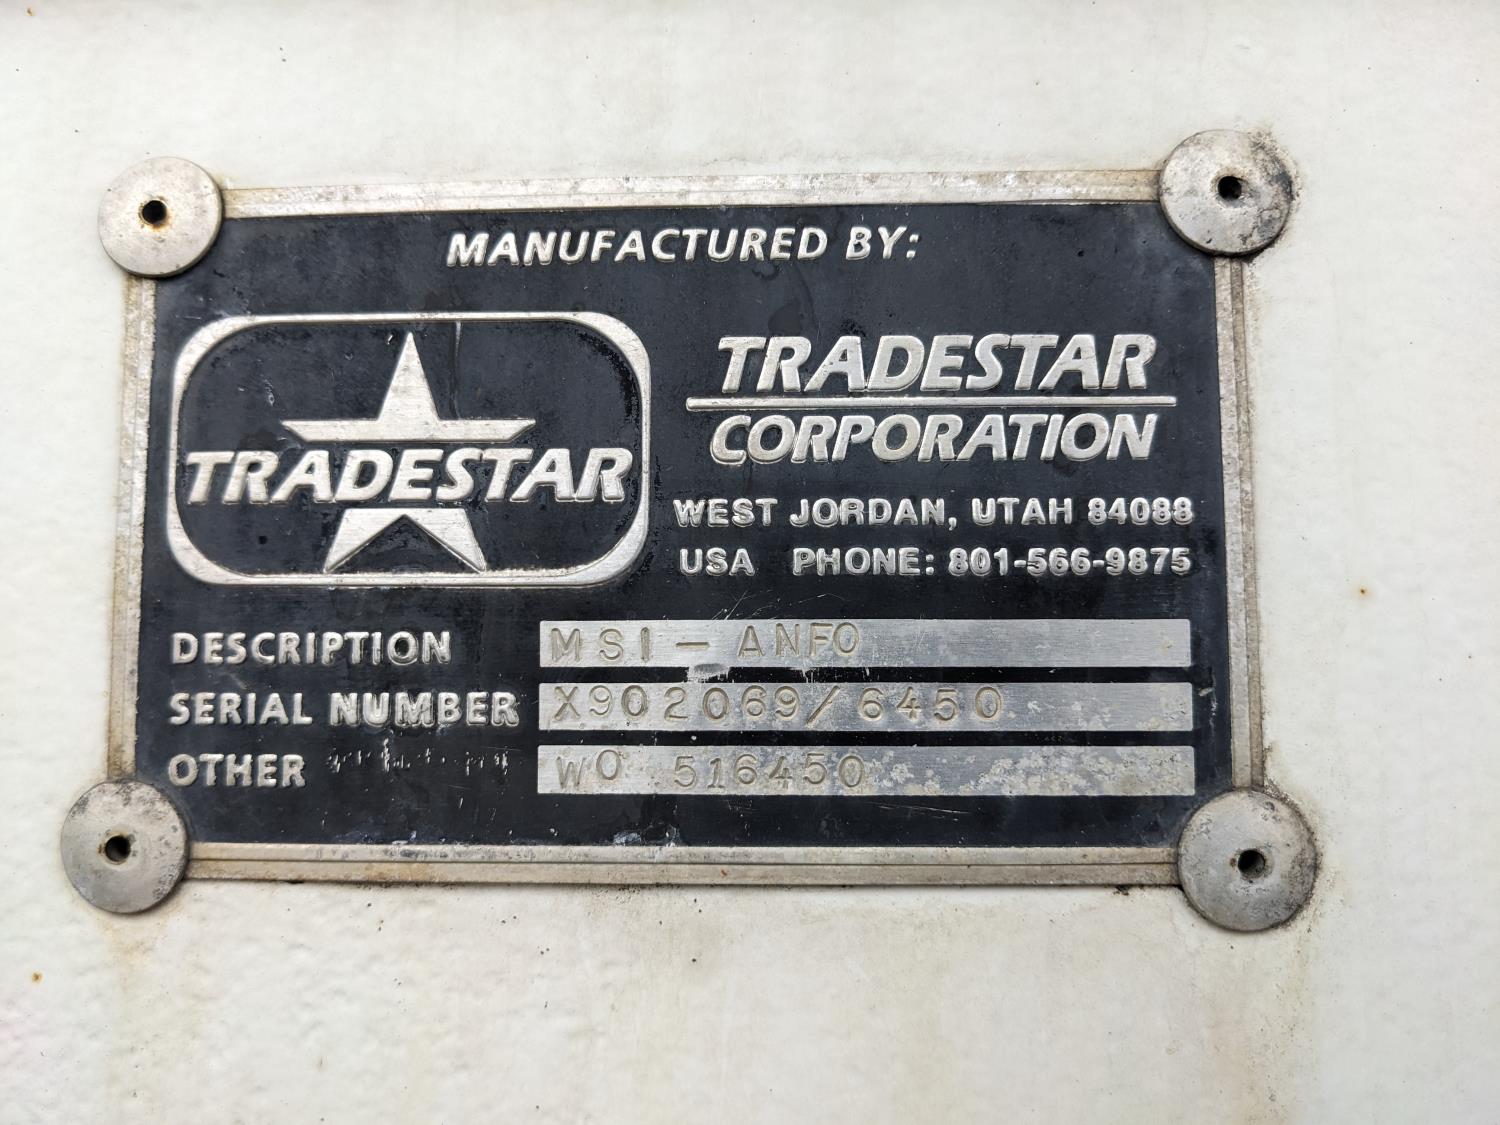 MANUFACTURED BY:
TRADESTAR
TRADESTAR
CORPORATION
WEST JORDAN, UTAH 84088
USA PHONE: 801-566-9875
DESCRIPTION MSI-ANFO
SERIAL NUMBER X902069/6450
OTHER WO 516450